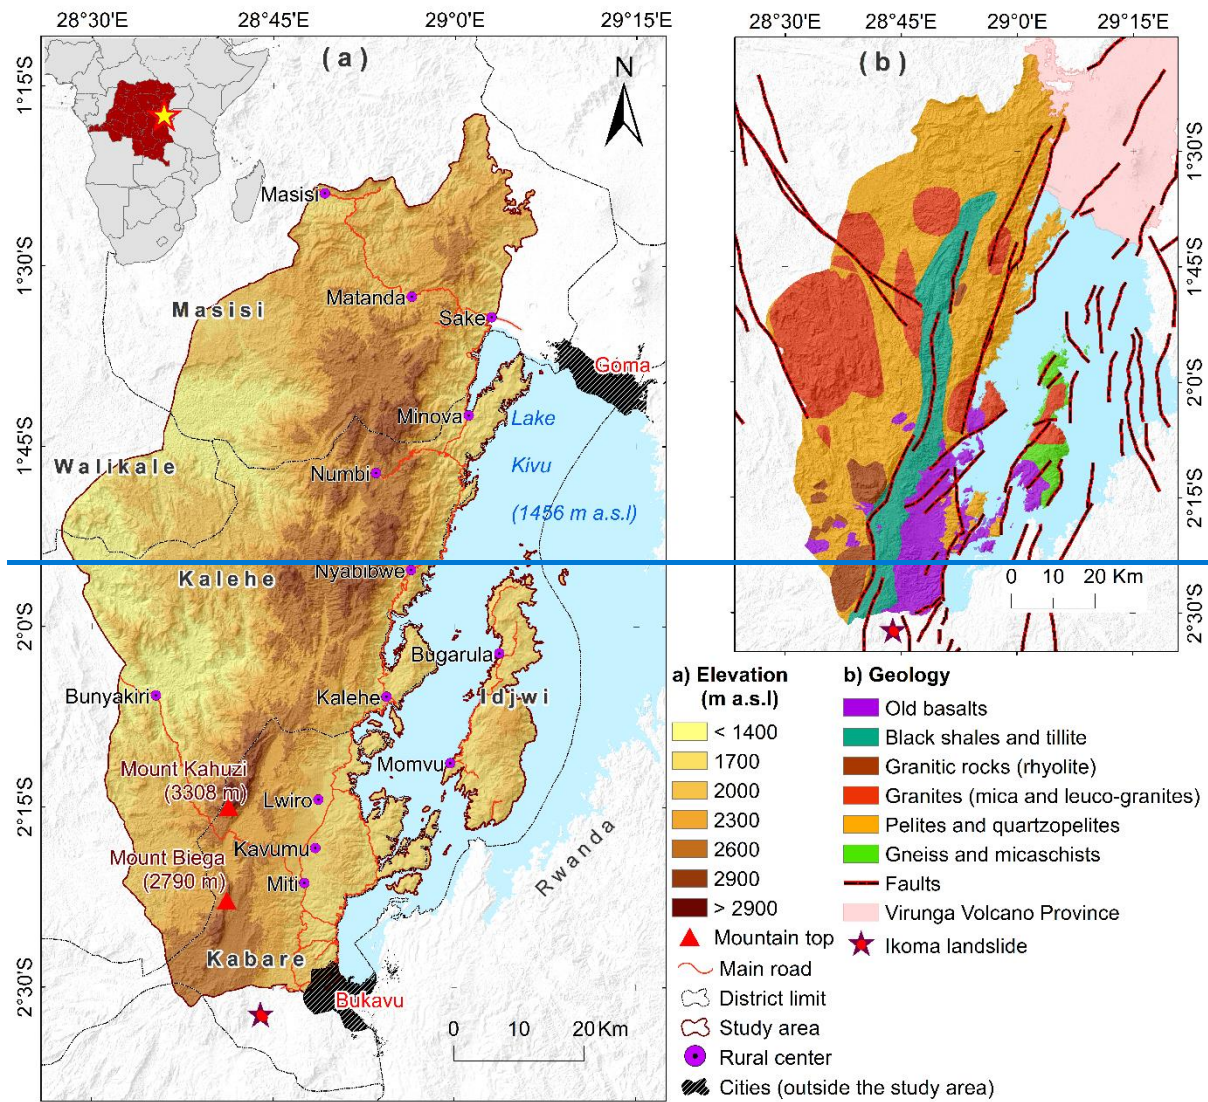 28°30'E 28°45'E 29°0'E 29°15'E
28°30'E 28°45'E 29°0'E 29°15'E
( a )
( b )
N
1°15'S
1°30'S
1°45'S
2°0'S
2°15'S
2°30'S
1°30'S
1°45'S
2°0'S
2°15'S
2°30'S
Masisi
Matanda
Masisi
Sake
Goma
Minova
Lake
Kivu
(1456 m a.s.l)
Walikale
Numbi
Nyabibwe
Kalehe
Bugarula
Bunyakiri
Kalehe
Idjwi
Mount Kahuzi
(3308 m)
Momvu
Lwiro
Mount Biega
(2790 m)
Kavumu
Miti
Rwanda
Kabare
Bukavu
0 10 20 Km
0 10 20 Km
a) Elevation
(m a.s.l)
< 1400
1700
2000
2300
2600
2900
> 2900
Mountain top
Main road
District limit
Study area
Rural center
Cities (outside the study area)
b) Geology
Old basalts
Black shales and tillite
Granitic rocks (rhyolite)
Granites (mica and leuco-granites)
Pelites and quartzopelites
Gneiss and micaschists
Faults
Virunga Volcano Province
Ikoma landslide